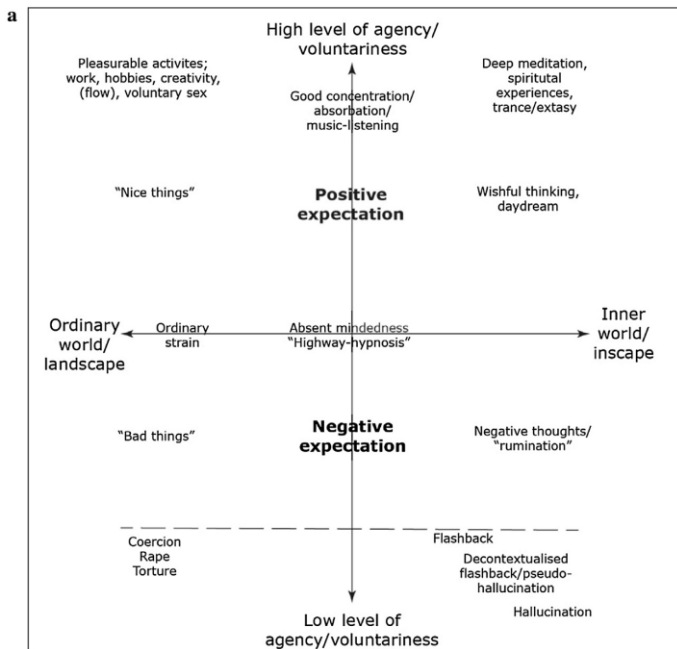 a
High level of agency/
voluntariness
Pleasurable activites;
work, hobbies, creativity,
(flow), voluntary sex
Good concentration/
absorbation/
music-listening
Deep meditation,
spirirutal
experiences,
trance/extasy
"Nice things"
Positive
expectation
Wishful thinking,
daydream
Ordinary
world/
landscape
Ordinary
strain
Absent mindedness
"Highway-hypnosis"
Inner
world/
inscape
"Bad things"
Negative
expectation
Negative thoughts/
"rumination"
Coercion
Rape
Torture
Flashback
Decontextualised
flashback/pseudo-
hallucination
Hallucination
Low level of
agency/voluntariness